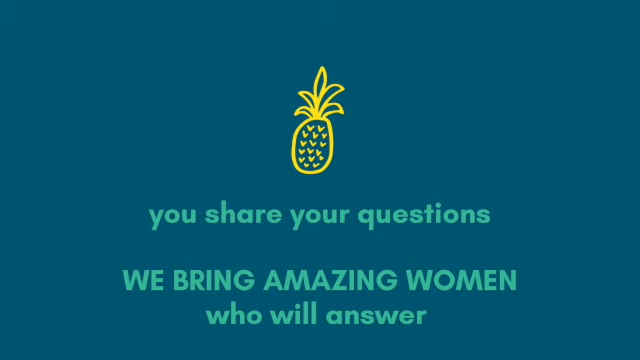 you share your questions
WE BRING AMAZING WOMEN
who will answer